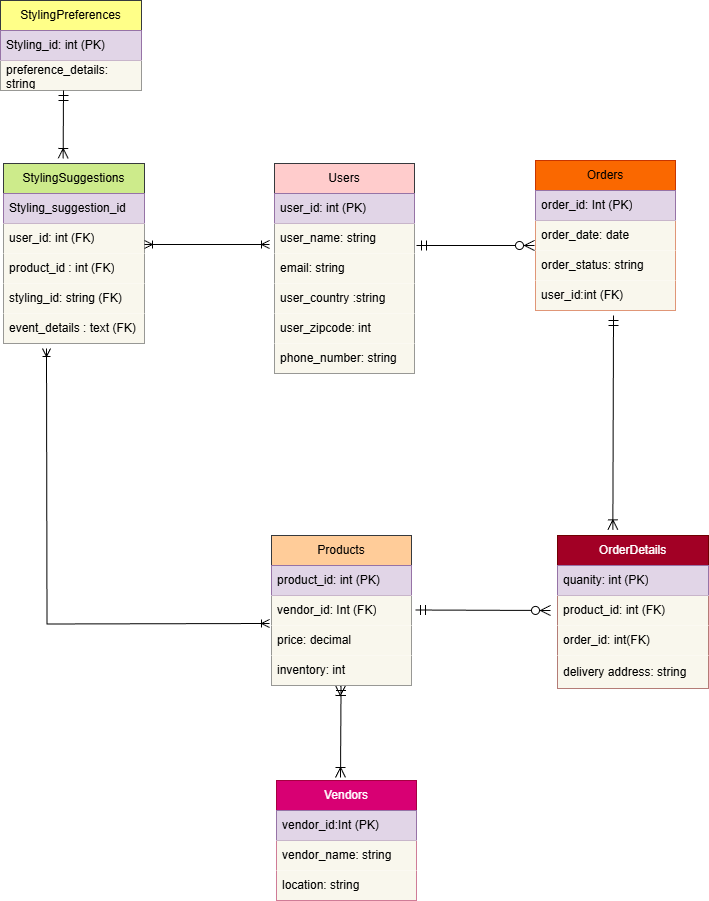 StylingPreferences
Styling_id: int (PK)
preference_details:
string
StylingSuggestions
Styling_suggestion_id
user_id: int (FK)
product_id : int (FK)
styling_id: string (FK)
event_details : text (FK)
Users
user_id: int (PK)
user_name: string
email: string
user_country :string
user_zipcode: int
phone_number: string
Orders
order_id: Int (PK)
order_date: date
order_status: string
user_id:int (FK)
Products
product_id: int (PK)
vendor_id: Int (FK)
price: decimal
inventory: int
OrderDetails
quanity: int (PK)
product_id: int (FK)
order_id: int(FK)
delivery address: string
Vendors
vendor_id:Int (PK)
vendor_name: string
location: string